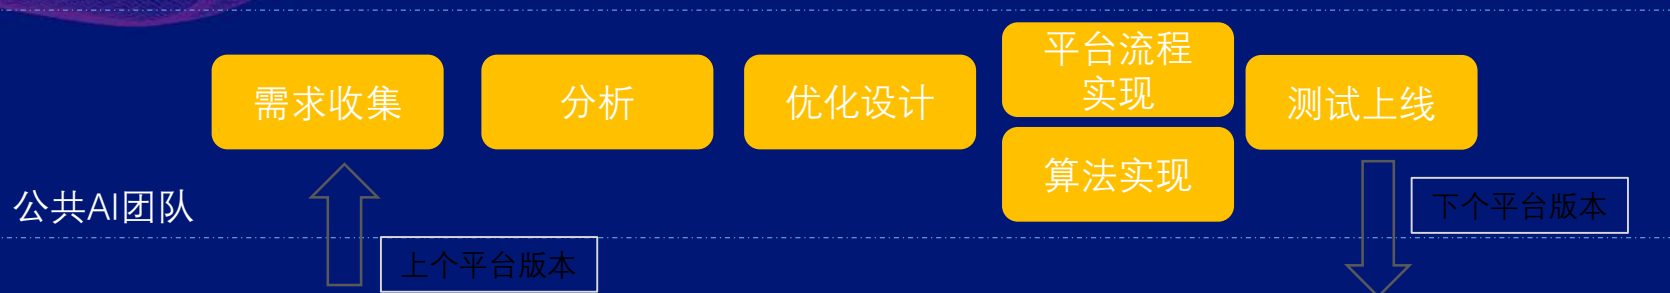 需求收集
分析
优化设计
平台流程
实现
算法实现
测试上线
公共AI团队
上个平台版本
下个平台版本